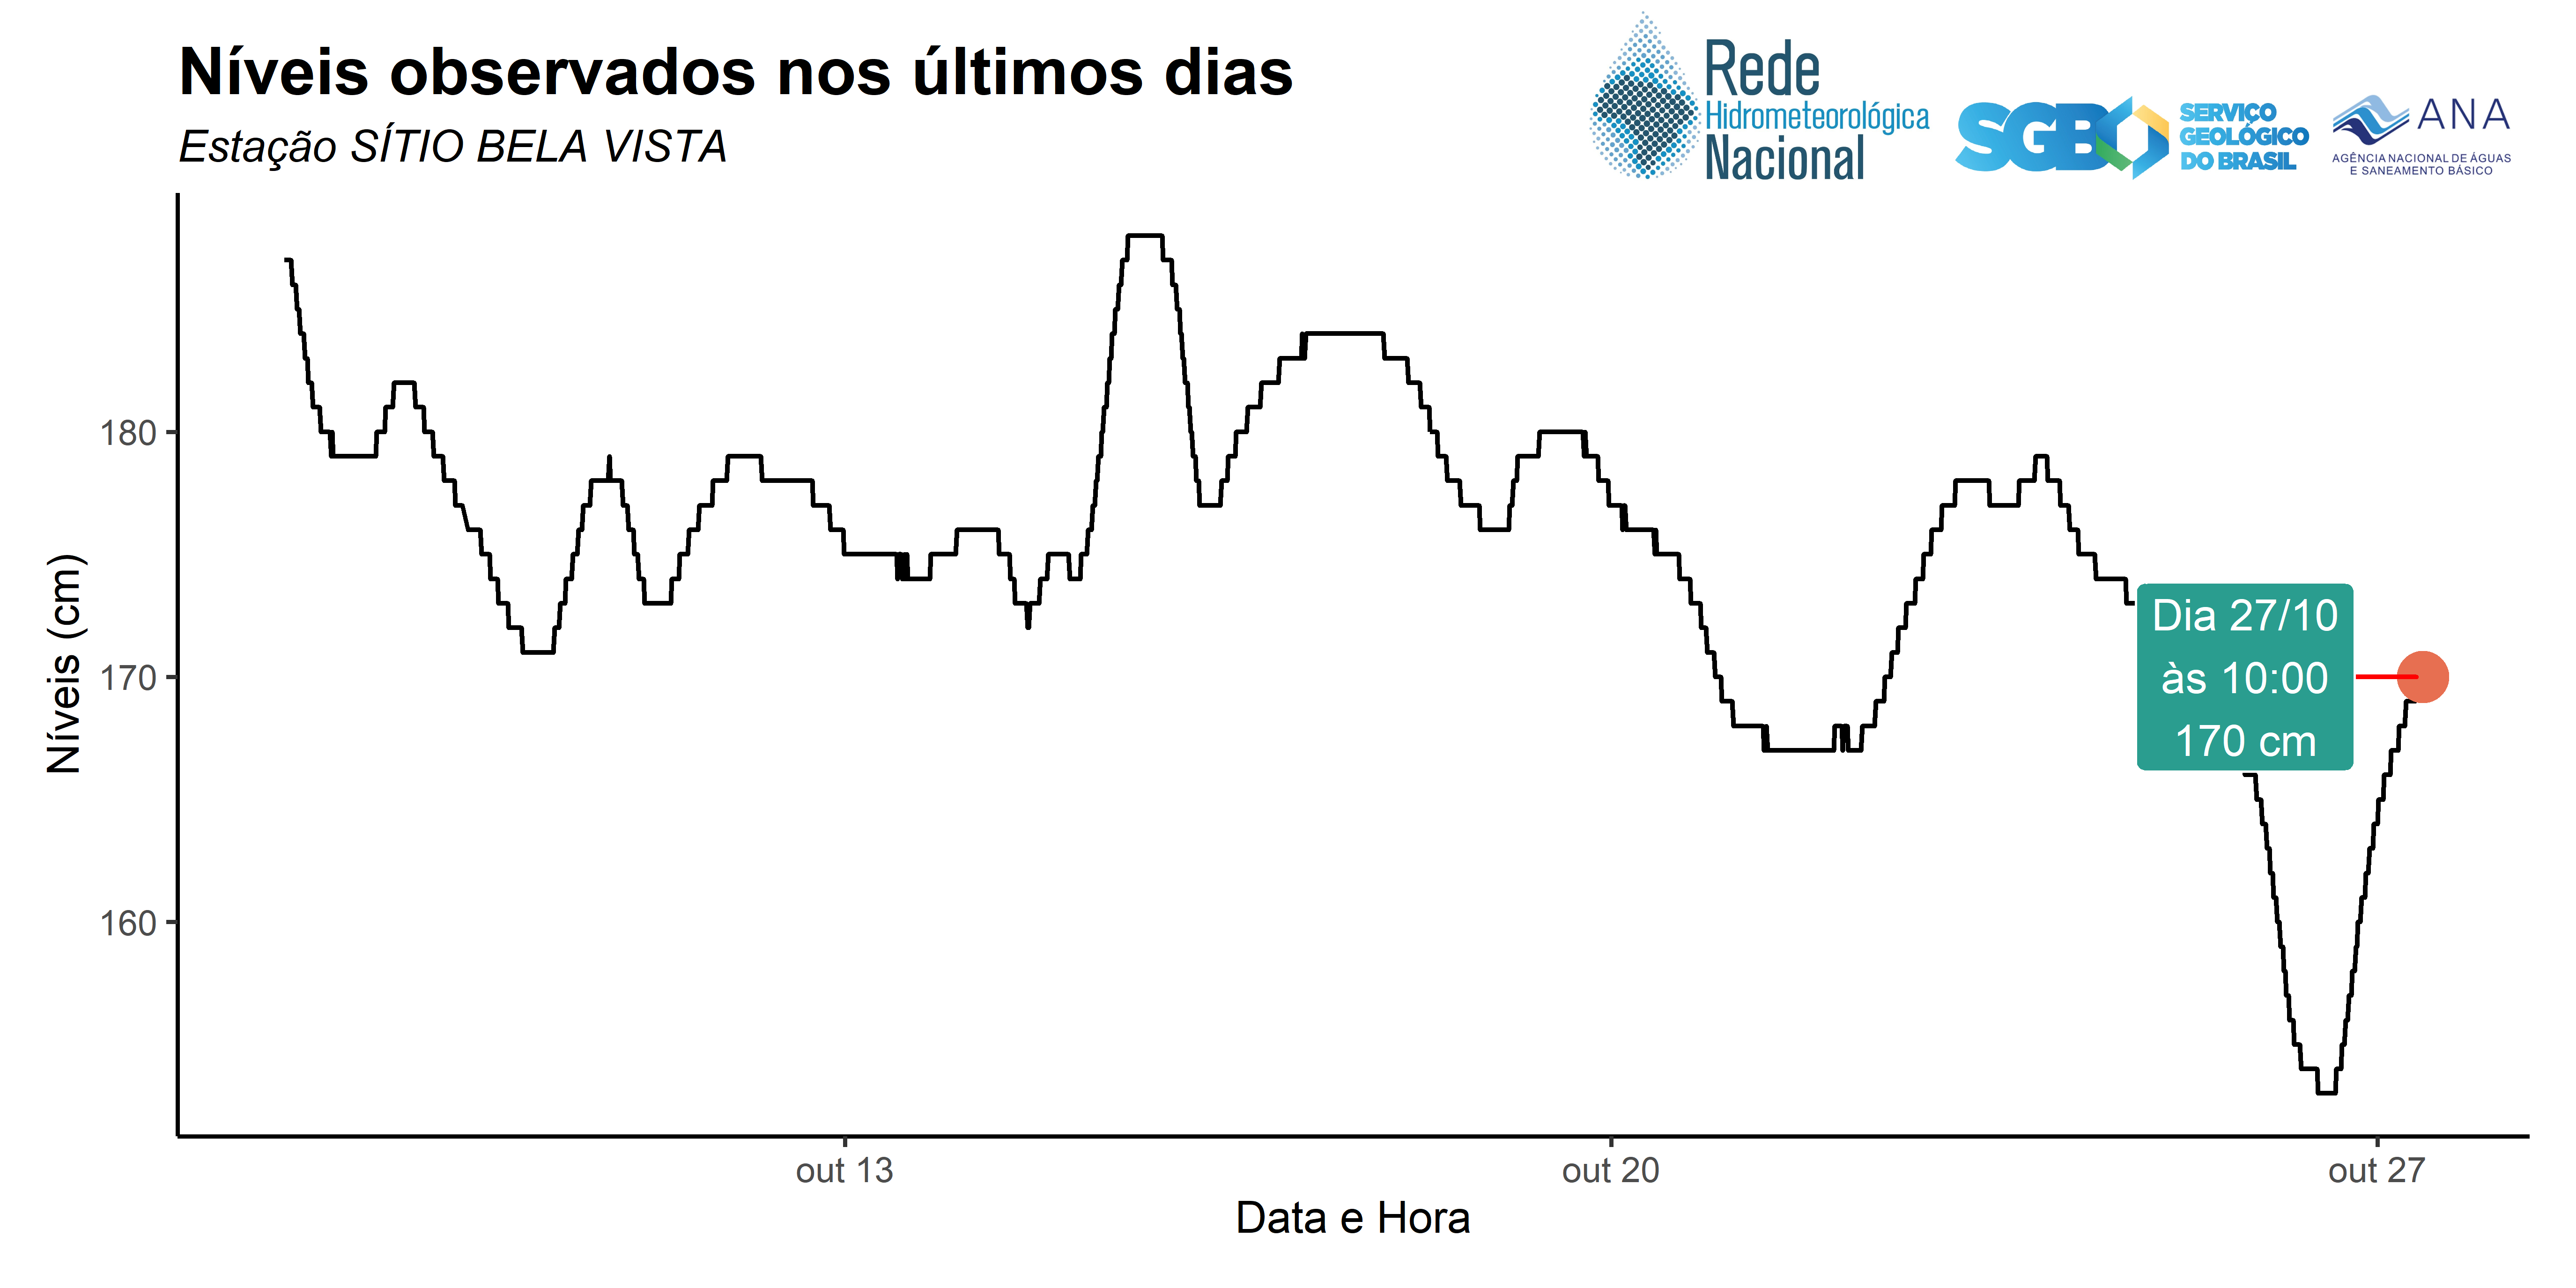 Níveis observados nos últimos dias
Estação SÍTIO BELA VISTA
Rede
Hidrometeorológica
Nacional
SGB
SERVIÇO
GEOLÓGICO
DO BRASIL
ANA
AGÊNCIA NACIONAL DE ÁGUAS
E SANEAMENTO BÁSICO
Níveis (cm)
180
170
160
Dia 27/10
às 10:00
170 cm
out 13
out 20
out 27
Data e Hora